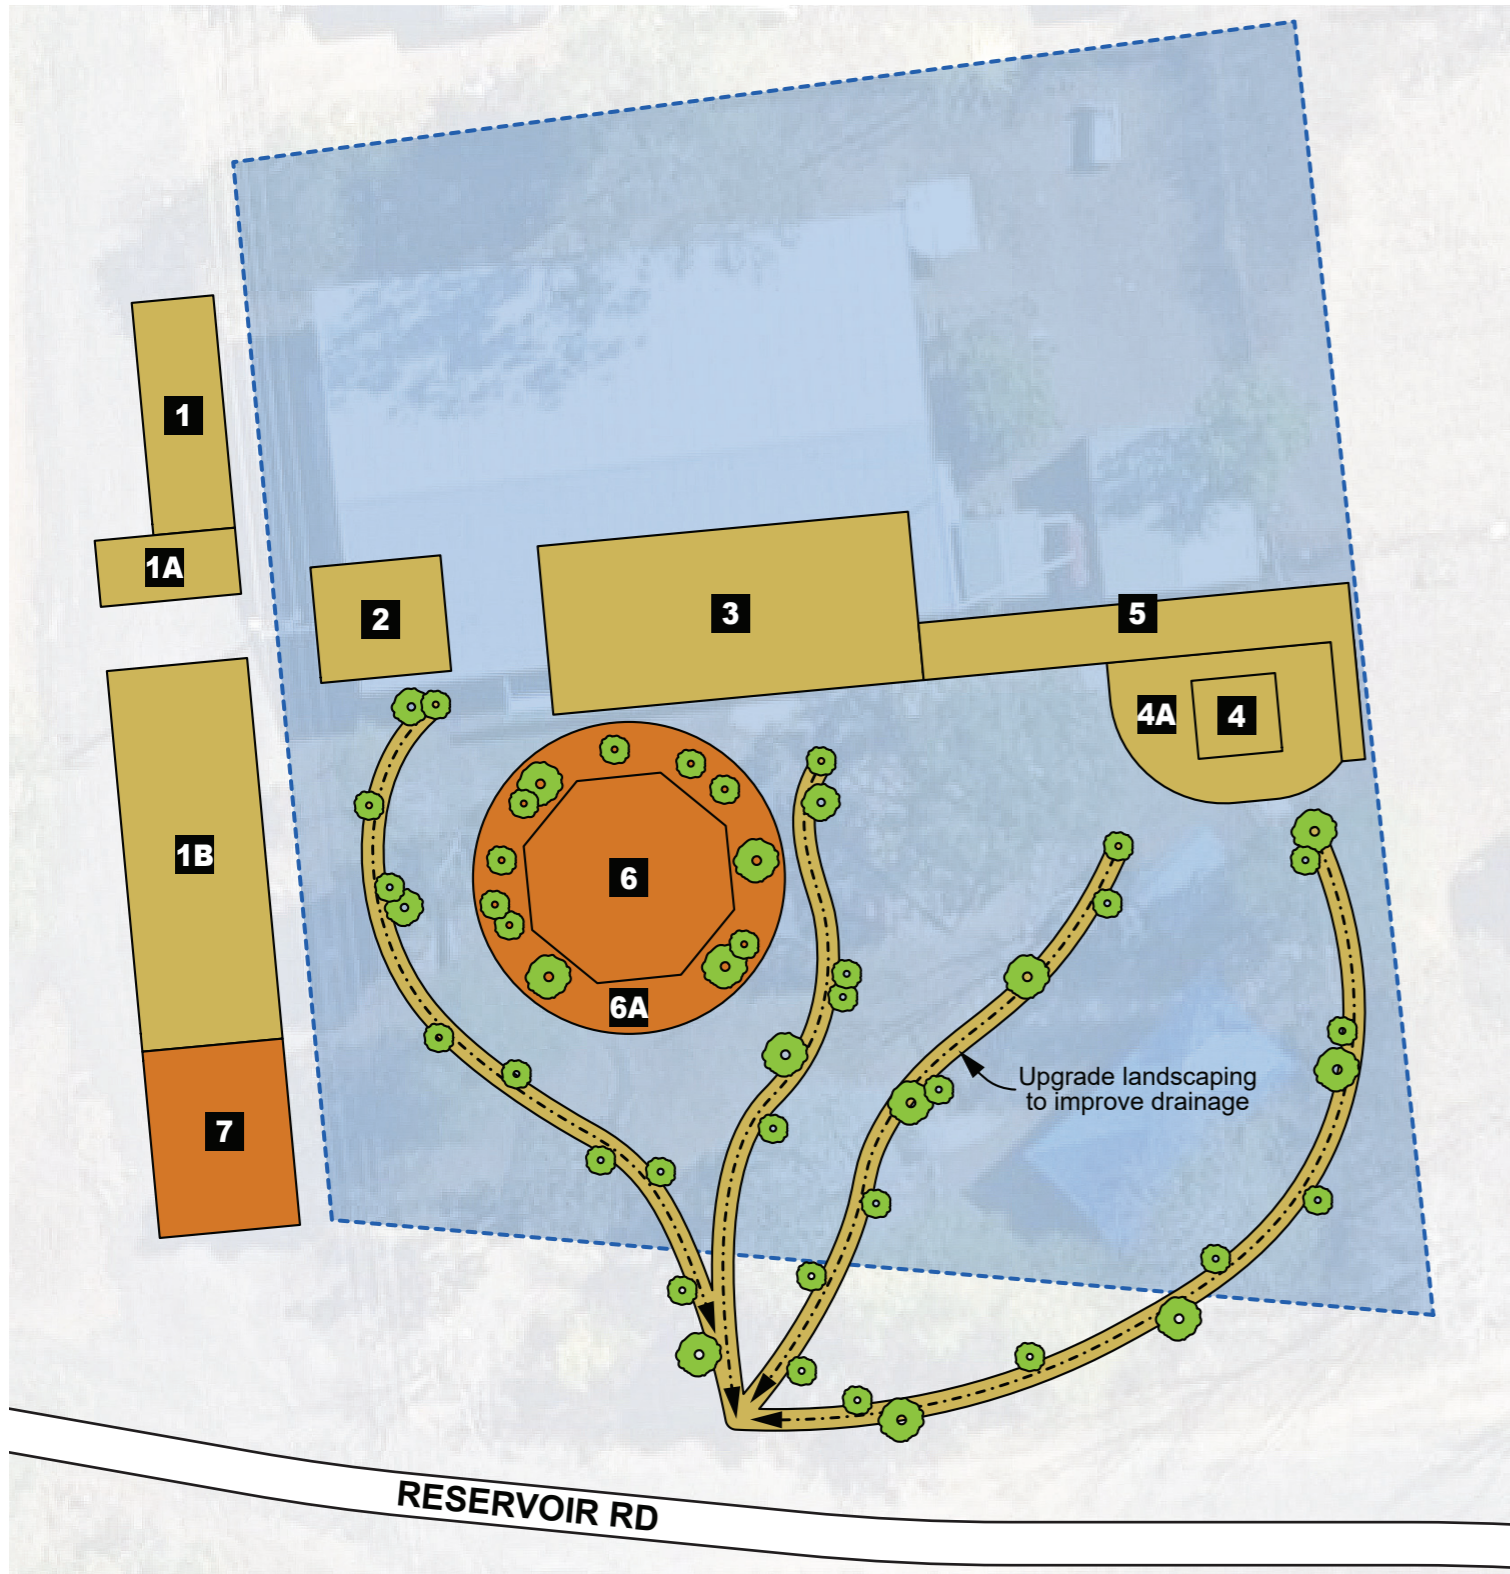 1
1A
2
3
5
4A
4
1B
6
6A
7
Upgrade landscaping
to improve drainage
RESERVOIR RD